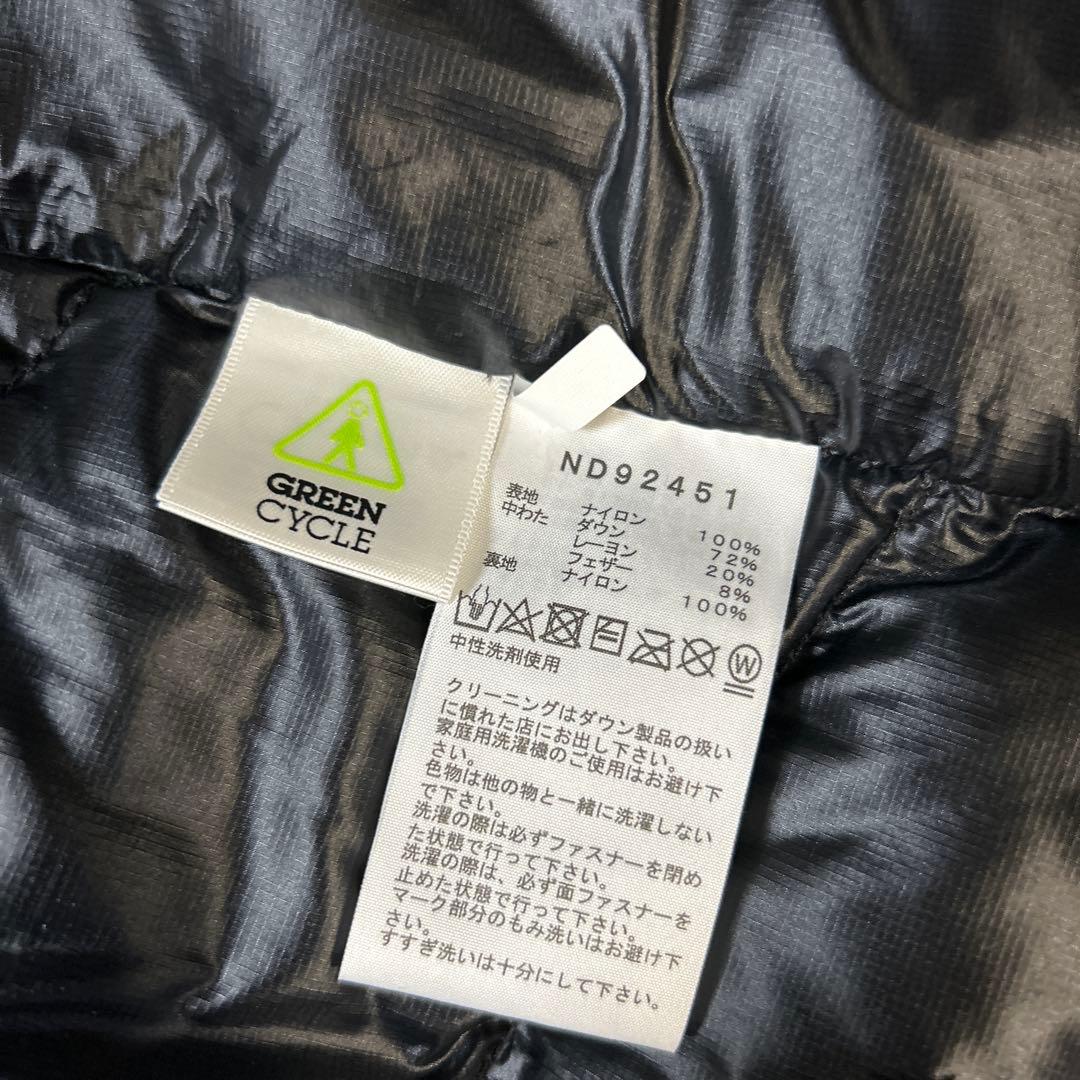 GREEN
CYCLE
ND92451
表地 ナイロン 100%
中わた ダウン 72%
レーヨン 20%
フェザー 8%
裏地 ナイロン 100%
W
中性洗剤使用
クリーニングはダウン製品の扱い
に慣れた店にお出し下さい。
家庭用洗濯機のご使用はお避け下
さい。
色物は他の物と一緒に洗濯しない
で下さい。
洗濯の際は必ずファスナーを閉め
た状態で行って下さい。
洗濯の際は、必ず面ファスナーを
止めた状態で行って下さい。
マーク部分のもみ洗いはお避け下
さい。
すすぎ洗いは十分にして下さい。